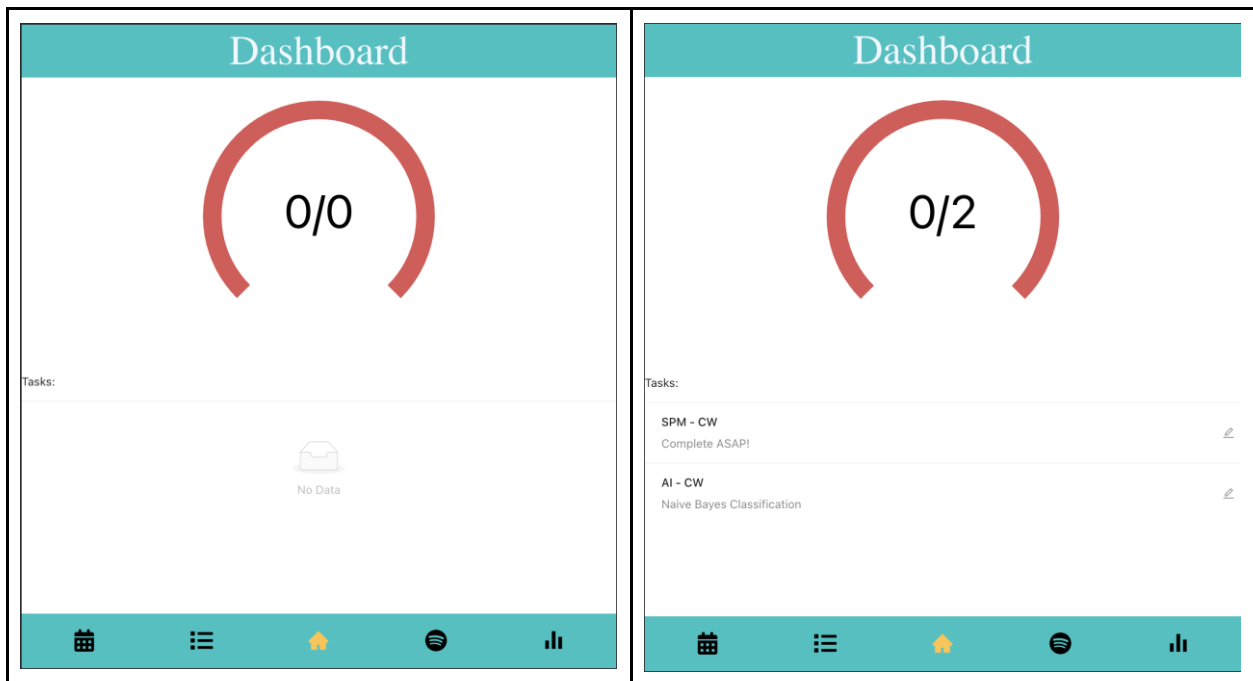 Dashboard
0/0
Tasks:
No Data
Dashboard
0/2
Tasks:
SPM - CW
Complete ASAP!
AI - CW
Naive Bayes Classification